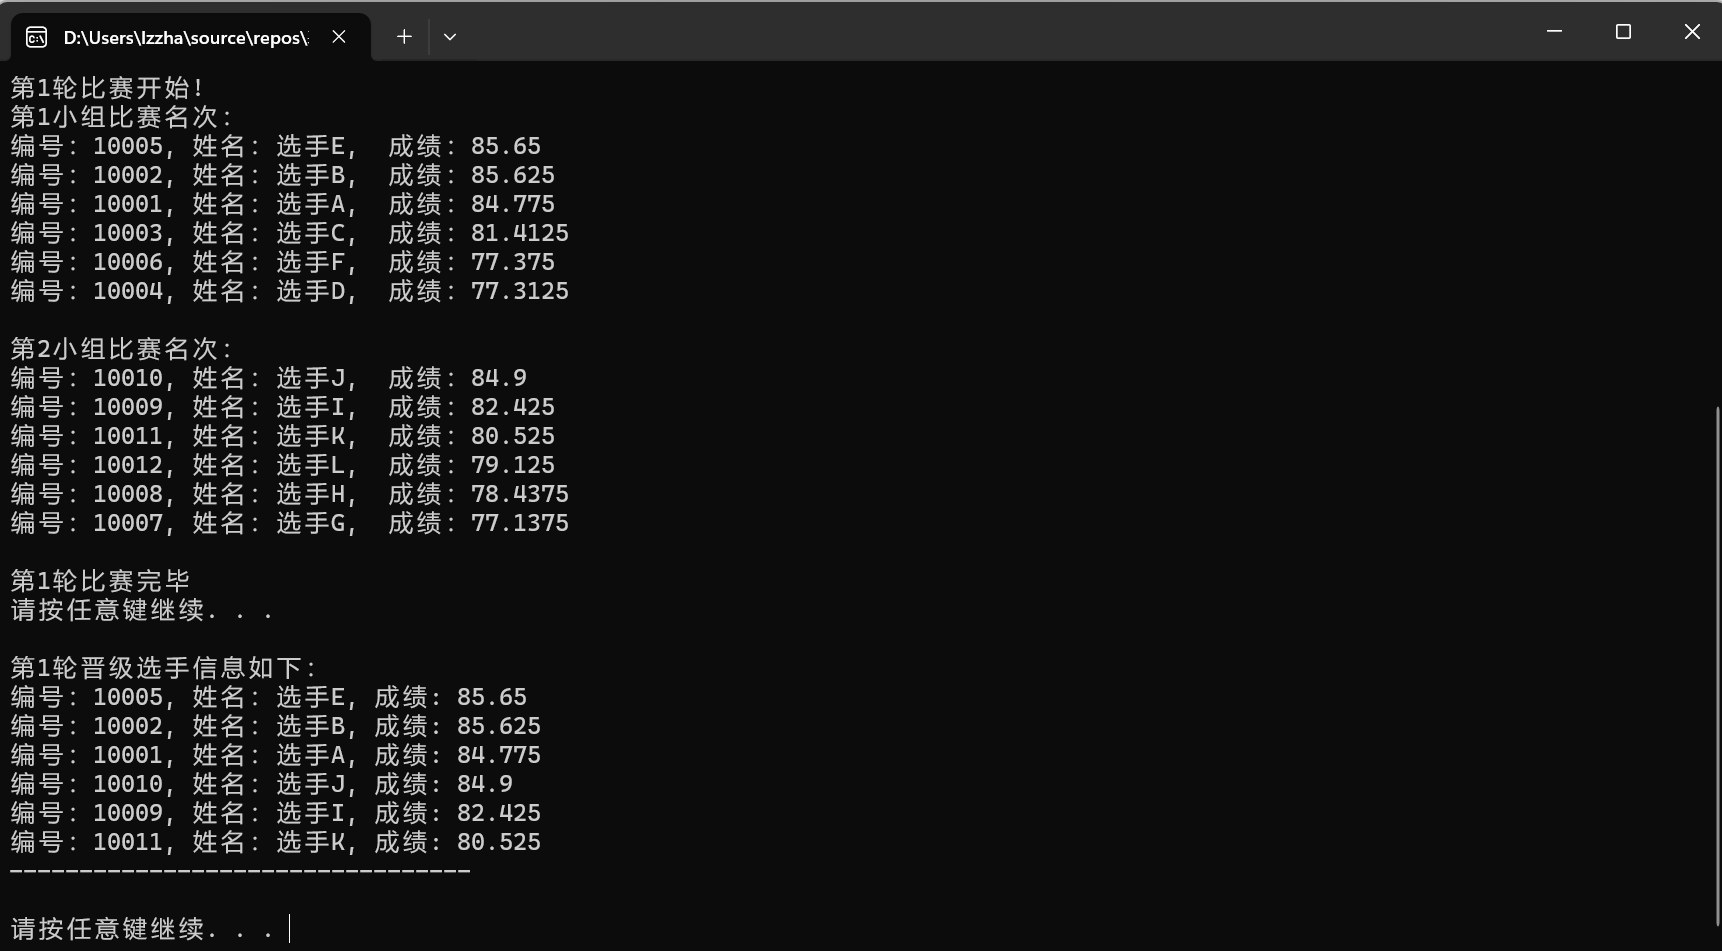 D:\Users\lzzha\source\repos\
第1轮比赛开始!
第1小组比赛名次:
编号: 10005, 姓名: 选手E,  成绩: 85.65
编号: 10002, 姓名: 选手B,  成绩: 85.625
编号: 10001, 姓名: 选手A,  成绩: 84.775
编号: 10003, 姓名: 选手C,  成绩: 81.4125
编号: 10006, 姓名: 选手F,  成绩: 77.375
编号: 10004, 姓名: 选手D,  成绩: 77.3125
第2小组比赛名次:
编号: 10010, 姓名: 选手J,  成绩: 84.9
编号: 10009, 姓名: 选手I,  成绩: 82.425
编号: 10011, 姓名: 选手K,  成绩: 80.525
编号: 10012, 姓名: 选手L,  成绩: 79.125
编号: 10008, 姓名: 选手H,  成绩: 78.4375
编号: 10007, 姓名: 选手G,  成绩: 77.1375
第1轮比赛完毕
请按任意键继续. . .
第1轮晋级选手信息如下:
编号: 10005, 姓名: 选手E, 成绩: 85.65
编号: 10002, 姓名: 选手B, 成绩: 85.625
编号: 10001, 姓名: 选手A, 成绩: 84.775
编号: 10010, 姓名: 选手J, 成绩: 84.9
编号: 10009, 姓名: 选手I, 成绩: 82.425
编号: 10011, 姓名: 选手K, 成绩: 80.525
---------------------------------
请按任意键继续. . .